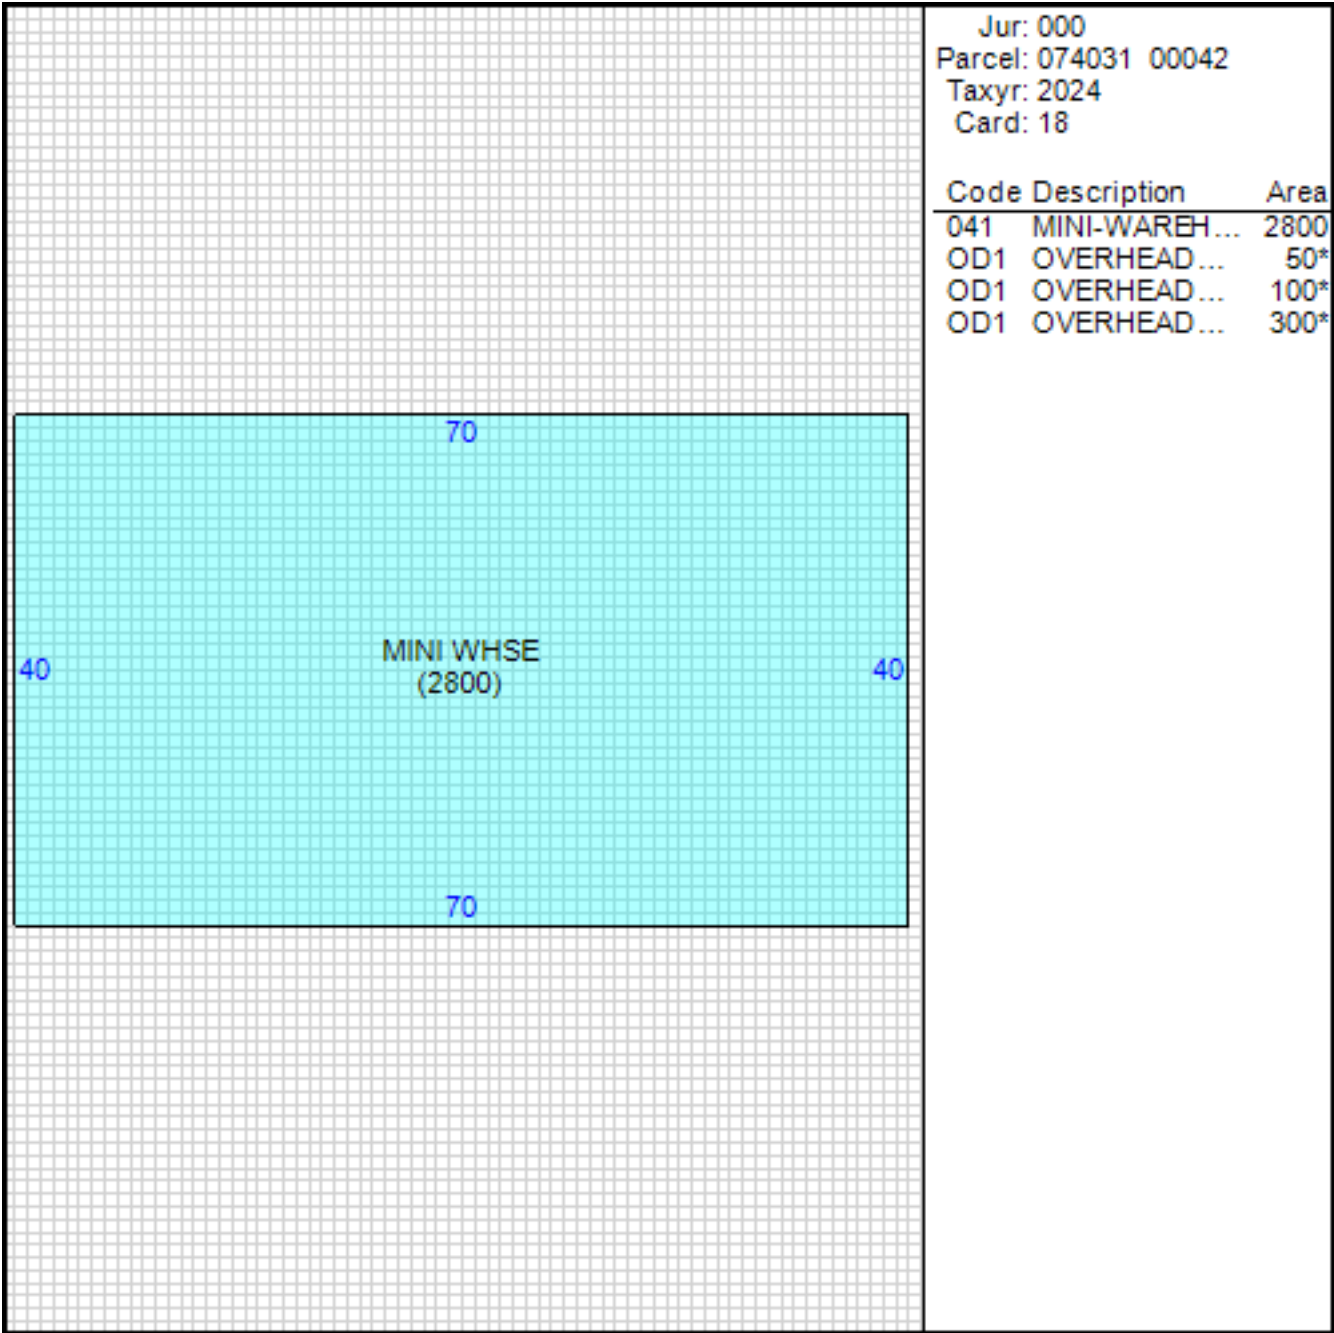 Jur: 000
Parcel: 074031 00042
Taxyr: 2024
Card: 18
Code Description Area
041 MINI-WAREH... 2800
OD1 OVERHEAD... 50*
OD1 OVERHEAD... 100*
OD1 OVERHEAD... 300*
70
MINI WHSE
40 40
(2800)
70